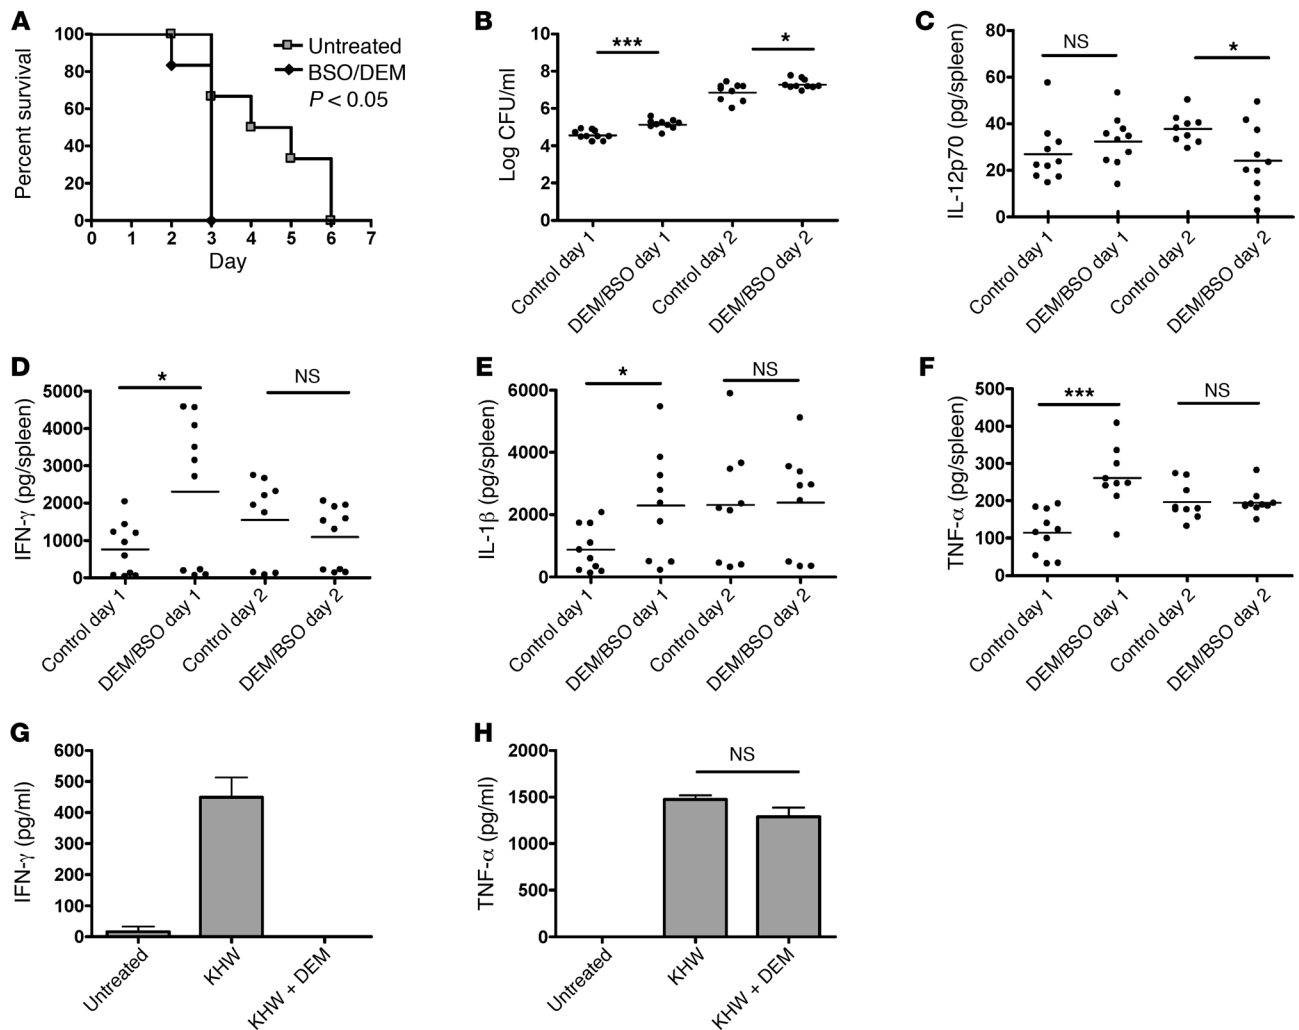 A
Percent survival
100
80
60
40
20
0
0 1 2 3 4 5 6 7
Day
Untreated
BSO/DEM
P < 0.05
B
Log CFU/ml
10
8
6
4
2
0
***
*
Control day 1
DEM/BSO day 1
Control day 2
DEM/BSO day 2
C
IL-12p70 (pg/spleen)
80
60
40
20
0
NS
*
Control day 1
DEM/BSO day 1
Control day 2
DEM/BSO day 2
D
IFN-γ (pg/spleen)
5000
4000
3000
2000
1000
0
*
NS
Control day 1
DEM/BSO day 1
Control day 2
DEM/BSO day 2
E
IL-1β (pg/spleen)
6000
4000
2000
0
*
NS
Control day 1
DEM/BSO day 1
Control day 2
DEM/BSO day 2
F
TNF-α (pg/spleen)
500
400
300
200
100
0
***
NS
Control day 1
DEM/BSO day 1
Control day 2
DEM/BSO day 2
G
IFN-γ (pg/ml)
600
500
400
300
200
100
0
Untreated
KHW
KHW + DEM
H
TNF-α (pg/ml)
2000
1500
1000
500
0
NS
Untreated
KHW
KHW + DEM